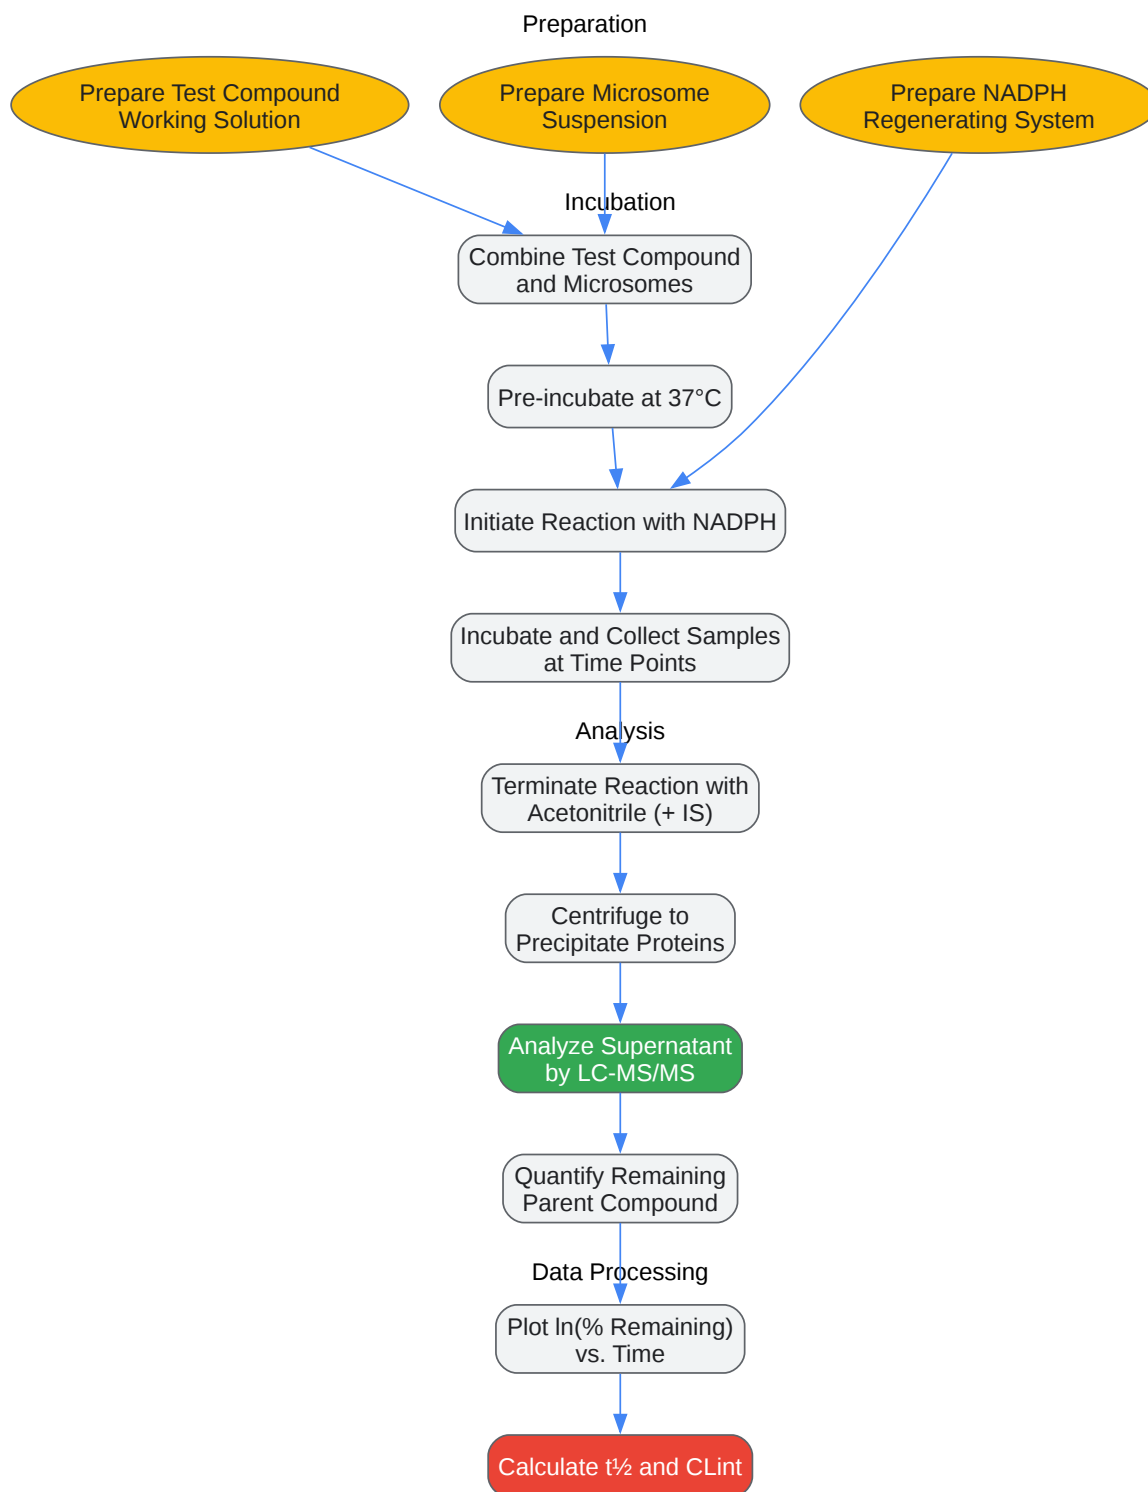 Preparation
Prepare Test Compound
Working Solution
Prepare Microsome
Suspension
Prepare NADPH
Regenerating System
Incubation
Combine Test Compound
and Microsomes
Pre-incubate at 37°C
Initiate Reaction with NADPH
Incubate and Collect Samples
at Time Points
Analysis
Terminate Reaction with
Acetonitrile (+ IS)
Centrifuge to
Precipitate Proteins
Analyze Supernatant
by LC-MS/MS
Quantify Remaining
Parent Compound
Data Processing
Plot ln(% Remaining)
vs. Time
Calculate t½ and CLint